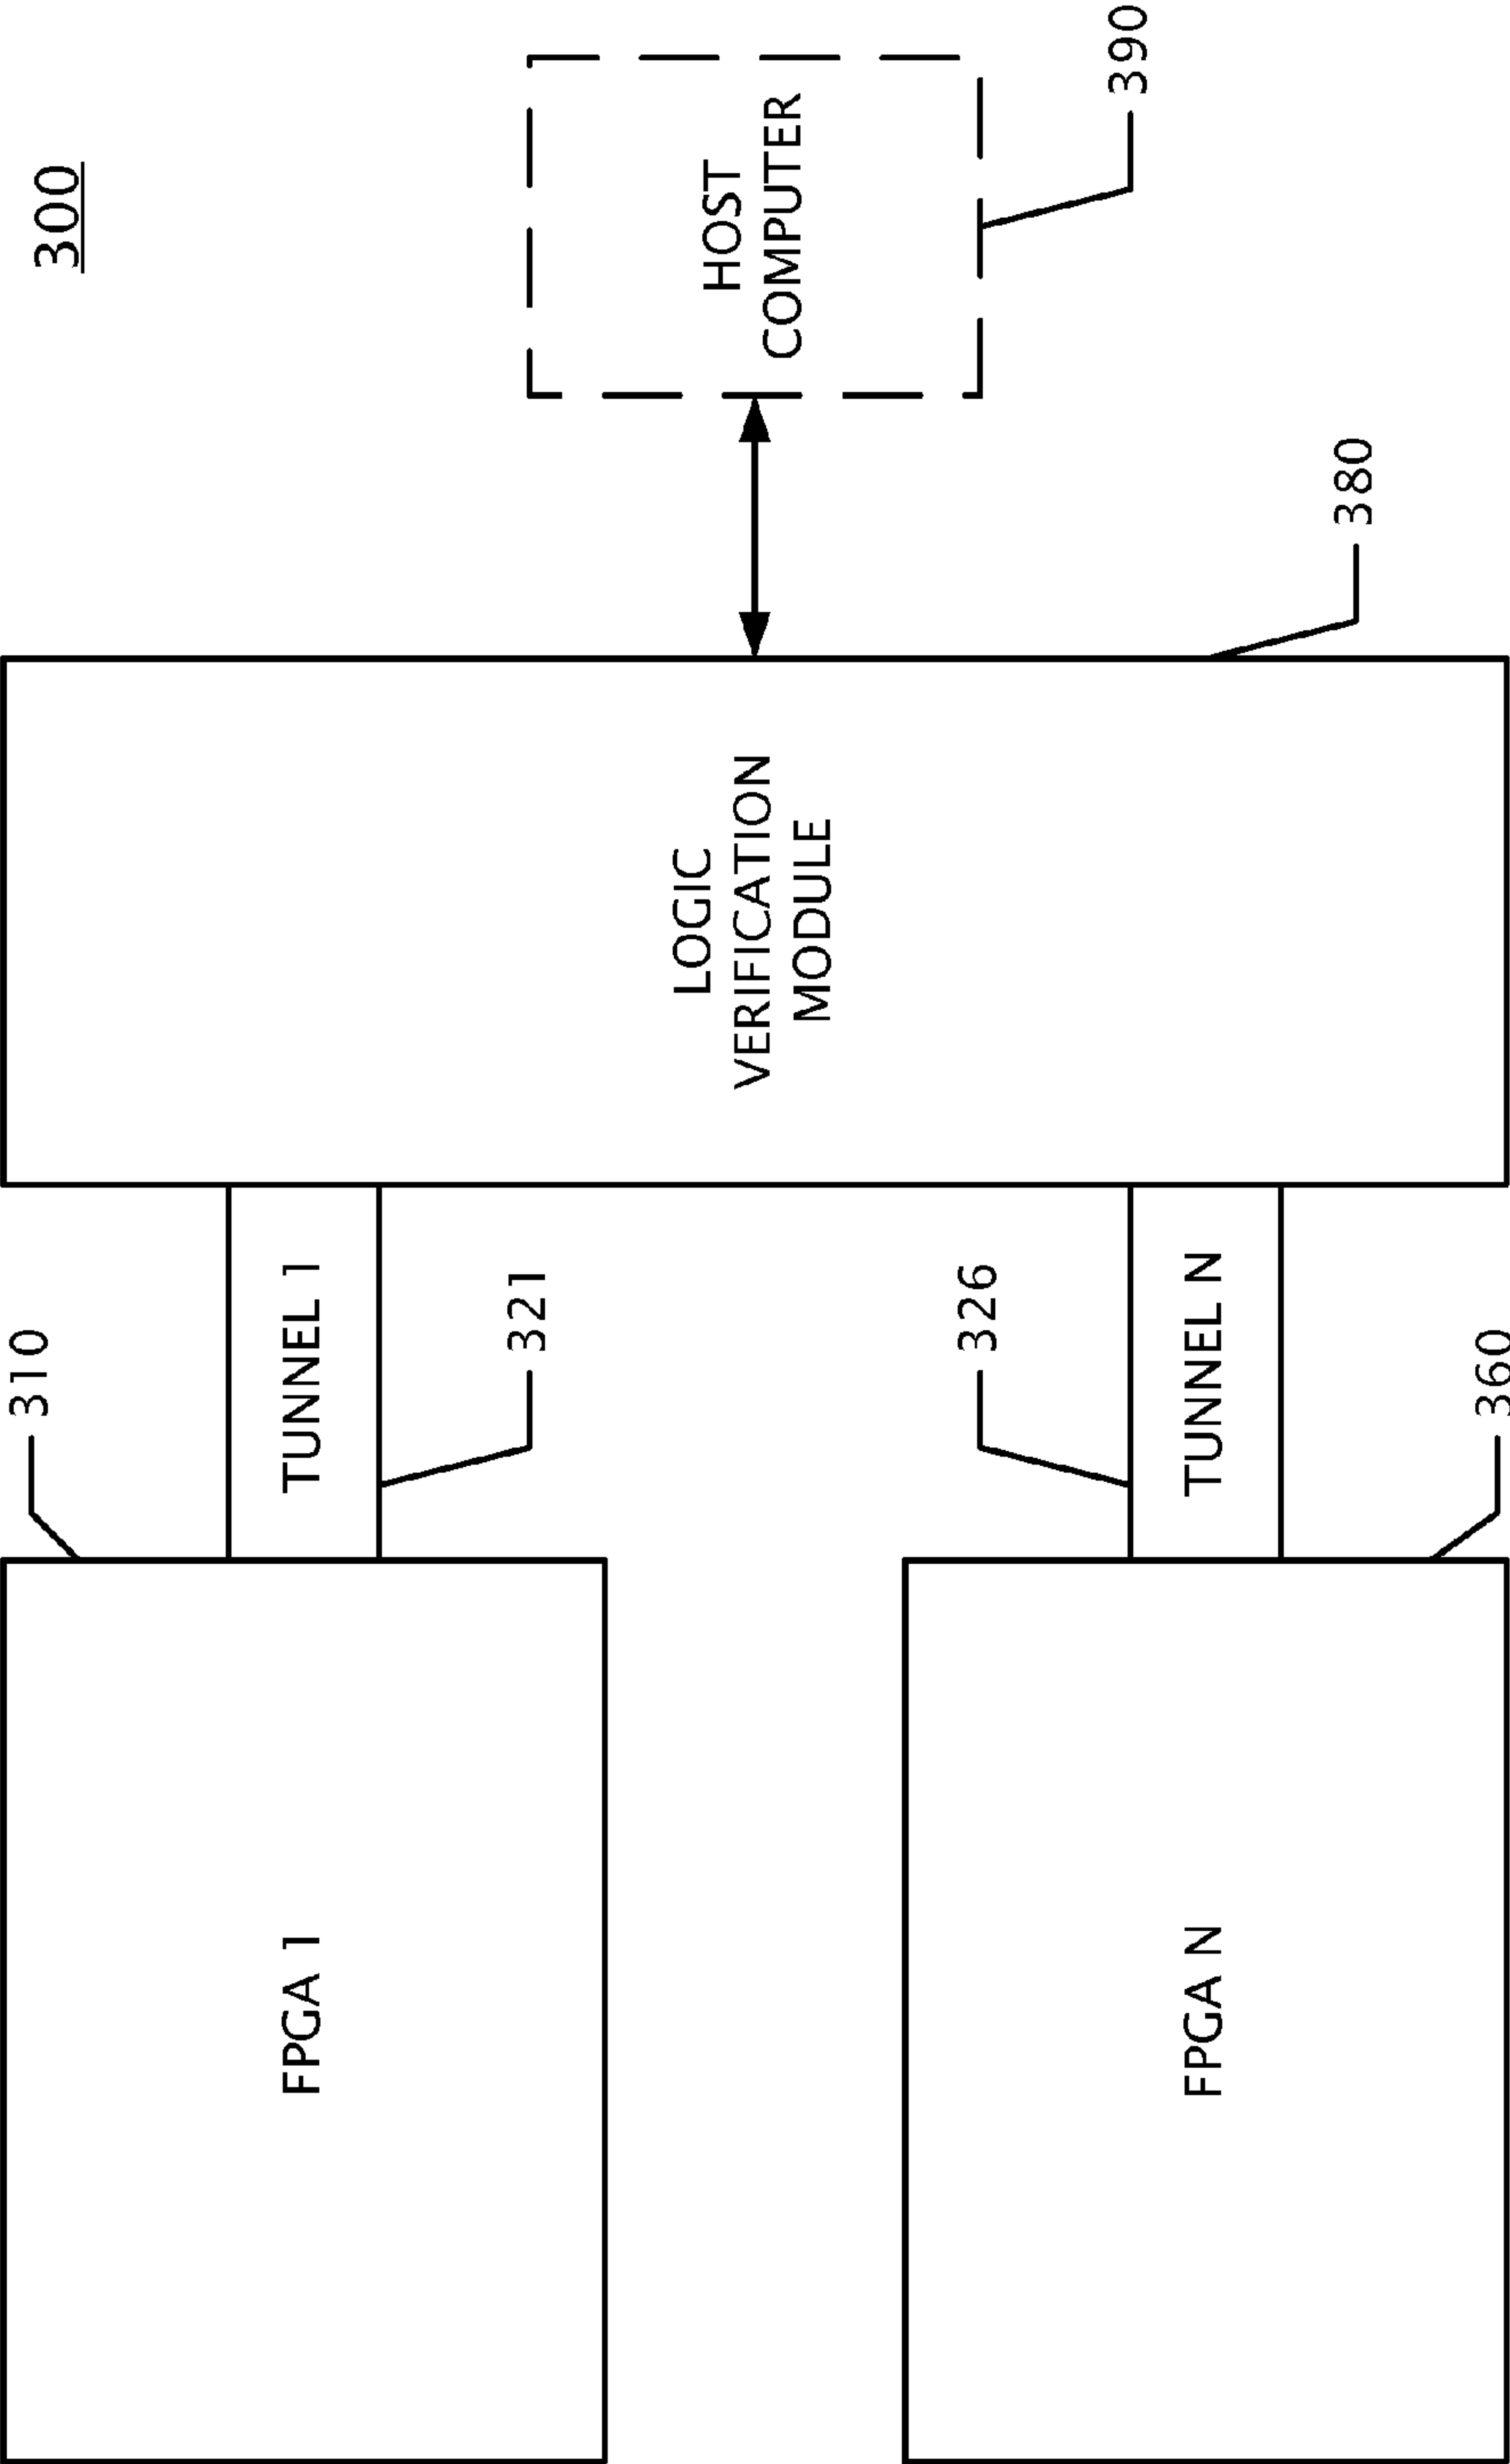 300
310
FPGA 1
TUNNEL 1
321
LOGIC
VERIFICATION
MODULE
HOST
COMPUTER
390
326
380
FPGA N
TUNNEL N
360